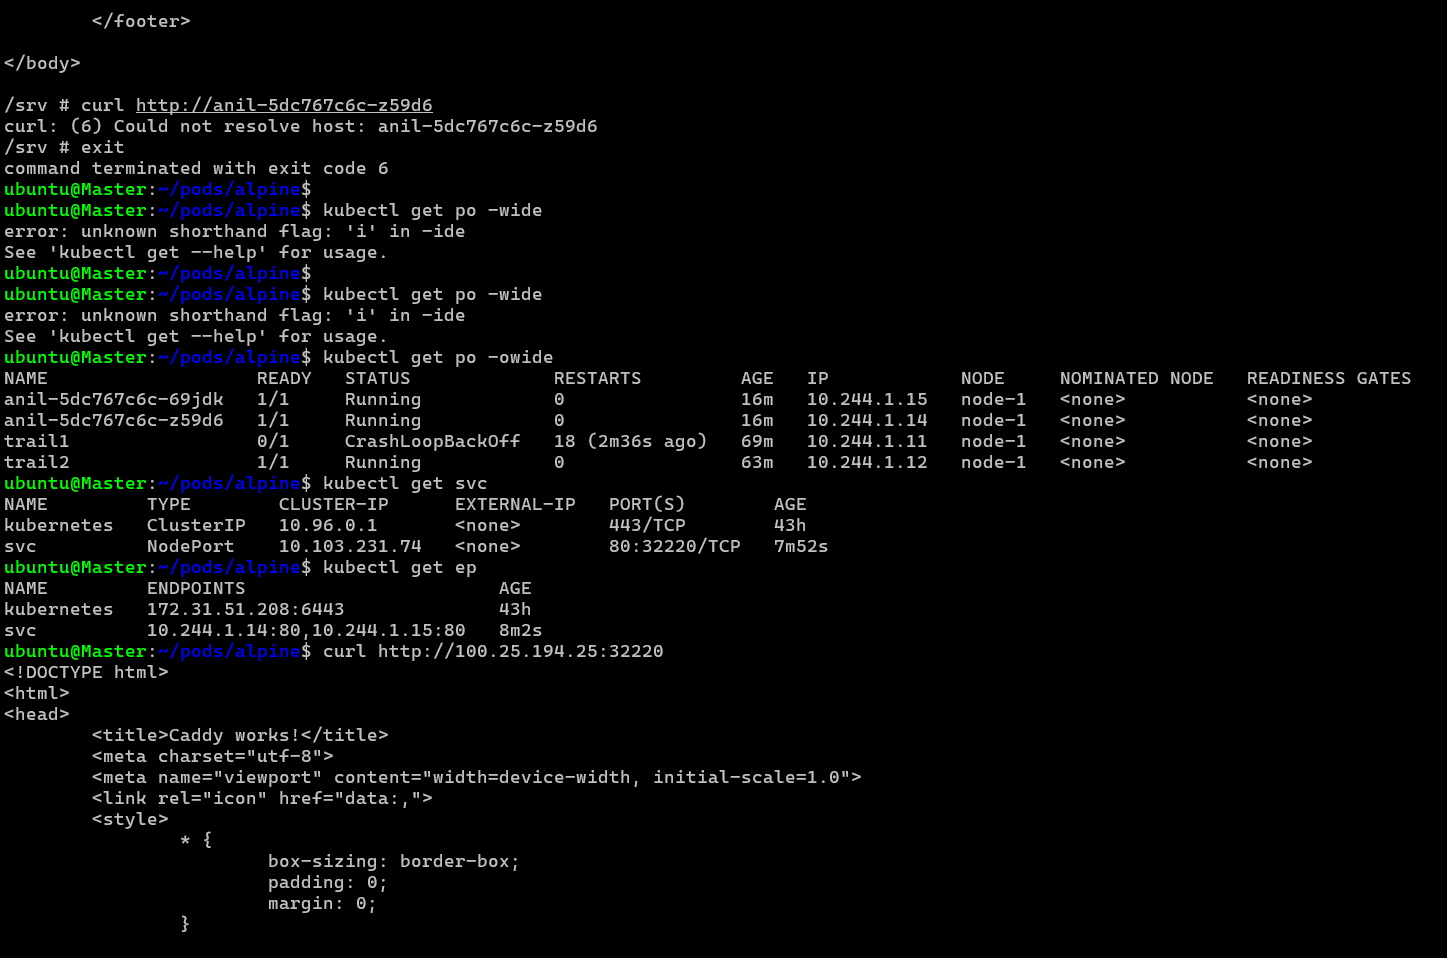 </footer>
</body>
/srv # curl http://anil-5dc767c6c-z59d6
curl: (6) Could not resolve host: anil-5dc767c6c-z59d6
/srv # exit
command terminated with exit code 6
ubuntu@Master:~/pods/alpine$
ubuntu@Master:~/pods/alpine$ kubectl get po -wide
error: unknown shorthand flag: 'i' in -ide
See 'kubectl get --help' for usage.
ubuntu@Master:~/pods/alpine$
ubuntu@Master:~/pods/alpine$ kubectl get po -wide
error: unknown shorthand flag: 'i' in -ide
See 'kubectl get --help' for usage.
ubuntu@Master:~/pods/alpine$ kubectl get po -owide
NAME                   READY   STATUS             RESTARTS         AGE   IP            NODE     NOMINATED NODE   READINESS GATES
anil-5dc767c6c-69jdk   1/1     Running            0                16m   10.244.1.15   node-1   <none>           <none>
anil-5dc767c6c-z59d6   1/1     Running            0                16m   10.244.1.14   node-1   <none>           <none>
trail1                 0/1     CrashLoopBackOff   18 (2m36s ago)   69m   10.244.1.11   node-1   <none>           <none>
trail2                 1/1     Running            0                63m   10.244.1.12   node-1   <none>           <none>
ubuntu@Master:~/pods/alpine$ kubectl get svc
NAME         TYPE        CLUSTER-IP      EXTERNAL-IP   PORT(S)        AGE
kubernetes   ClusterIP   10.96.0.1       <none>        443/TCP        43h
svc          NodePort    10.103.231.74   <none>        80:32220/TCP   7m52s
ubuntu@Master:~/pods/alpine$ kubectl get ep
NAME         ENDPOINTS                       AGE
kubernetes   172.31.51.208:6443              43h
svc          10.244.1.14:80,10.244.1.15:80   8m2s
ubuntu@Master:~/pods/alpine$ curl http://100.25.194.25:32220
<!DOCTYPE html>
<html>
<head>
        <title>Caddy works!</title>
        <meta charset="utf-8">
        <meta name="viewport" content="width=device-width, initial-scale=1.0">
        <link rel="icon" href="data:,">
        <style>
                * {
                        box-sizing: border-box;
                        padding: 0;
                        margin: 0;
                }